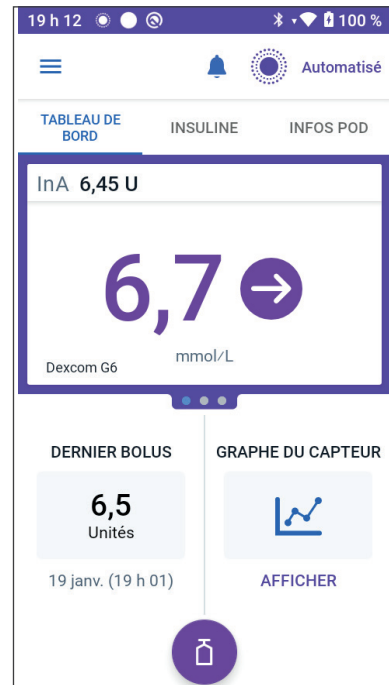 19 h 12 100 %
Automatisé
TABLEAU DE
BORD
INSULINE
INFOS POD
InA 6,45 U
6,7
mmol/L
Dexcom G6
DERNIER BOLUS
6,5
Unités
19 janv. (19 h 01)
GRAPHE DU CAPTEUR
AFFICHER